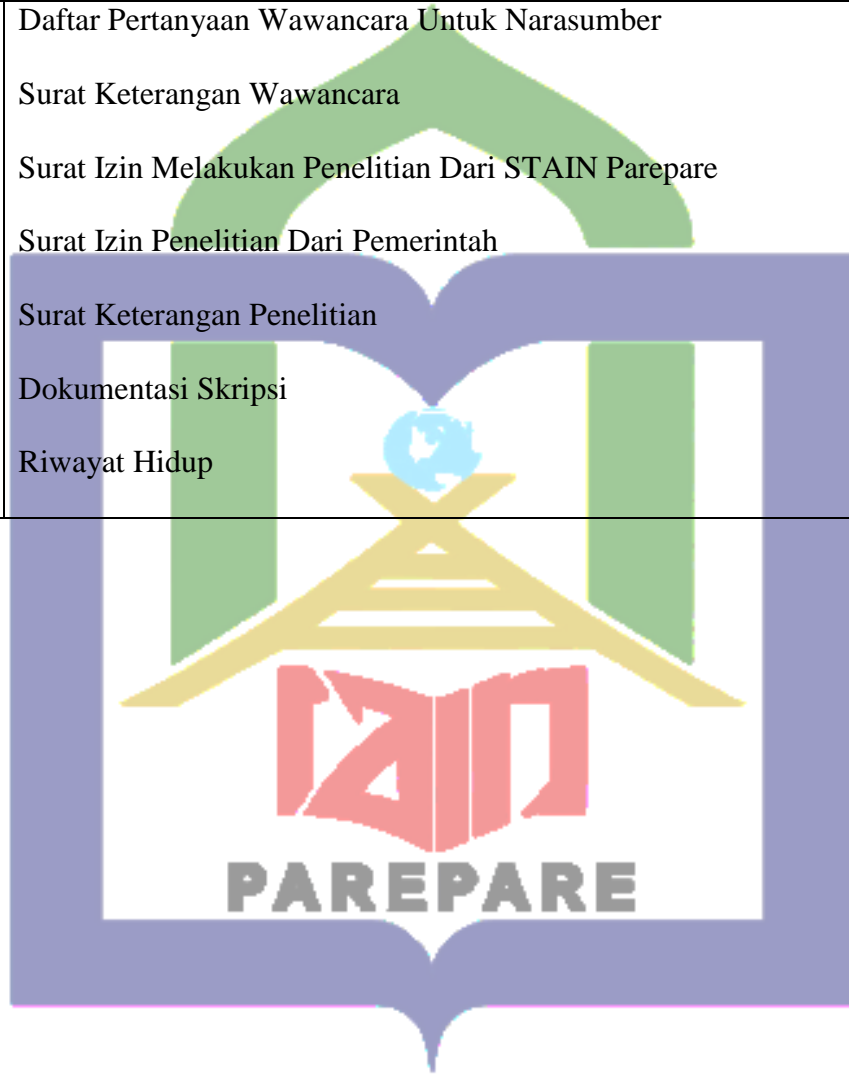 Daftar Pertanyaan Wawancara Untuk Narasumber
Surat Keterangan Wawancara
Surat Izin Melakukan Penelitian Dari STAIN Parepare
Surat Izin Penelitian Dari Pemerintah
Surat Keterangan Penelitian
Dokumentasi Skripsi
Riwayat Hidup
iain
PAREPARE